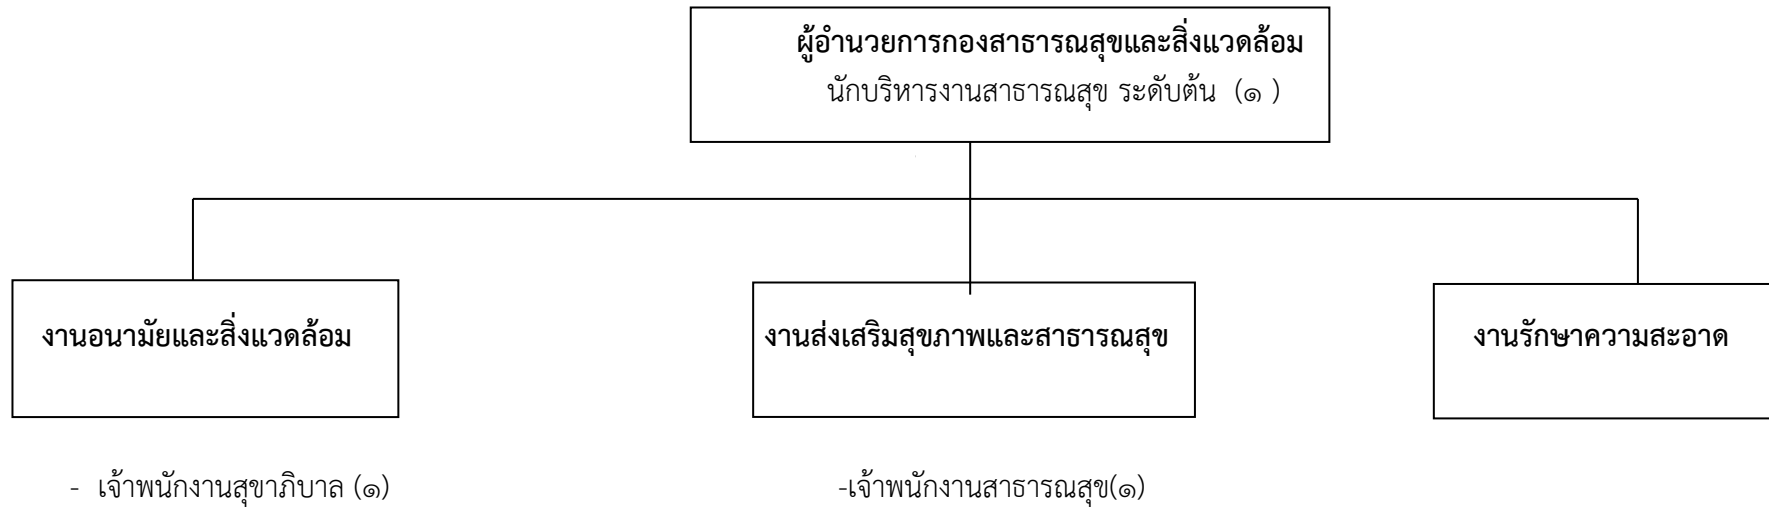 ผู้อำนวยการกองสาธารณสุขและสิ่งแวดล้อม
นักบริหารงานสาธารณสุข ระดับต้น (๑ )
งานอนามัยและสิ่งแวดล้อม
งานส่งเสริมสุขภาพและสาธารณสุข
งานรักษาความสะอาด
- เจ้าพนักงานสุขาภิบาล (๑)
-เจ้าพนักงานสาธารณสุข(๑)